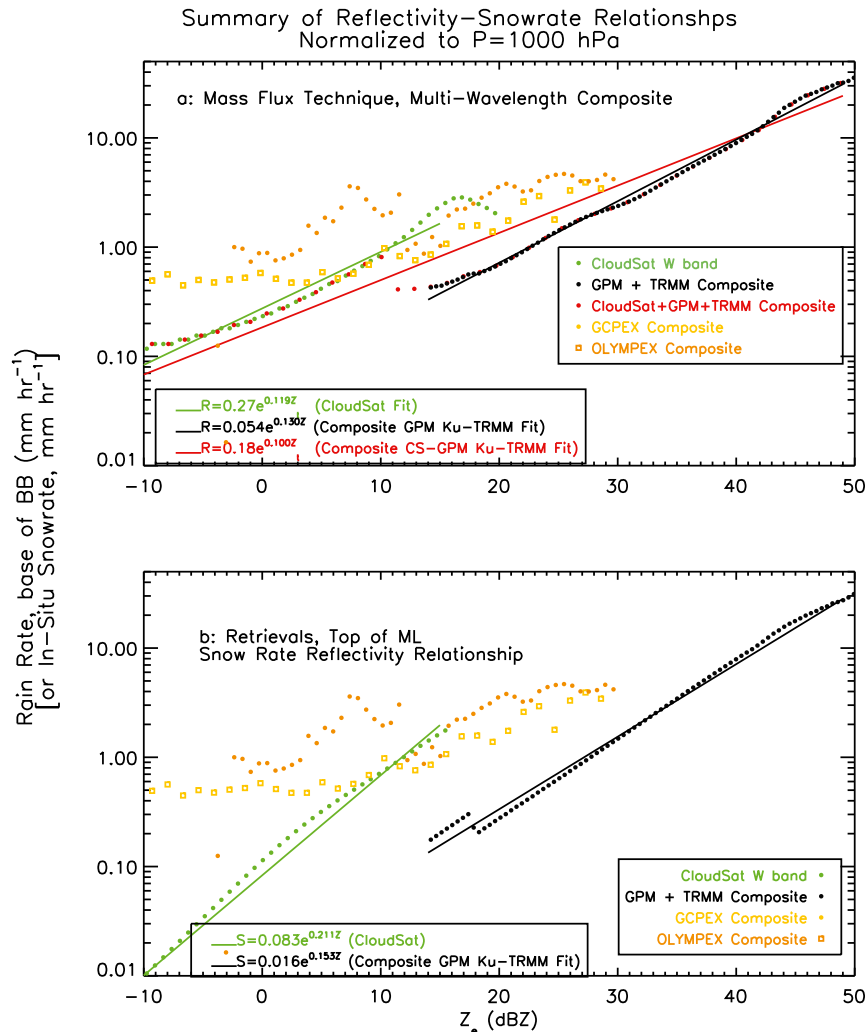 Summary of Reflectivity-Snowrate Relationshps
Normalized to P=1000 hPa
Rain Rate, base of BB (mm hr⁻¹)
[or In-Situ Snowrate, mm hr⁻¹]
a: Mass Flux Technique, Multi-Wavelength Composite
10.00
1.00
0.10
0.01
CloudSat W band
GPM + TRMM Composite
CloudSat+GPM+TRMM Composite
GCPEX Composite
OLYMPEX Composite
R=0.27e^0.119Z (CloudSat Fit)
R=0.054e^0.130Z (Composite GPM Ku-TRMM Fit)
R=0.18e^0.100Z (Composite CS-GPM Ku-TRMM Fit)
-10 0 10 20 30 40 50
b: Retrievals, Top of ML
Snow Rate Reflectivity Relationship
10.00
1.00
0.10
0.01
CloudSat W band
GPM + TRMM Composite
GCPEX Composite
OLYMPEX Composite
S=0.083e^0.211Z (CloudSat)
S=0.016e^0.153Z (Composite GPM Ku-TRMM Fit)
-10 0 10 20 30 40 50
Zₑ (dBZ)